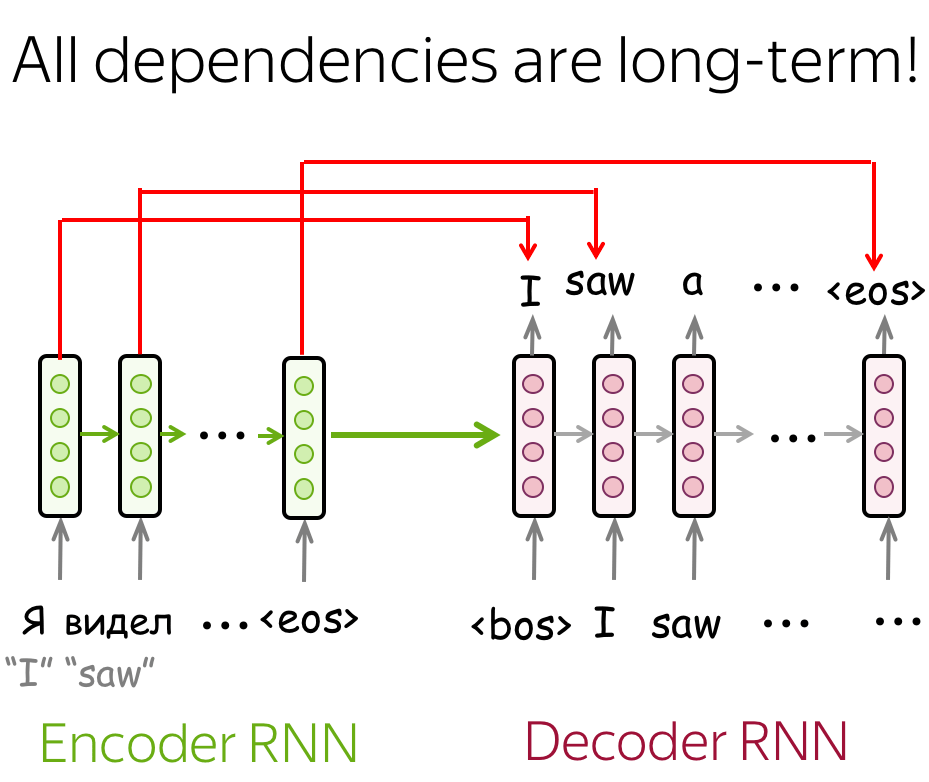 All dependencies are long-term!
I saw a ... <eos>
...
...
Я видел ... <eos>
<bos> I saw ... ...
“I” “saw”
Encoder RNN
Decoder RNN